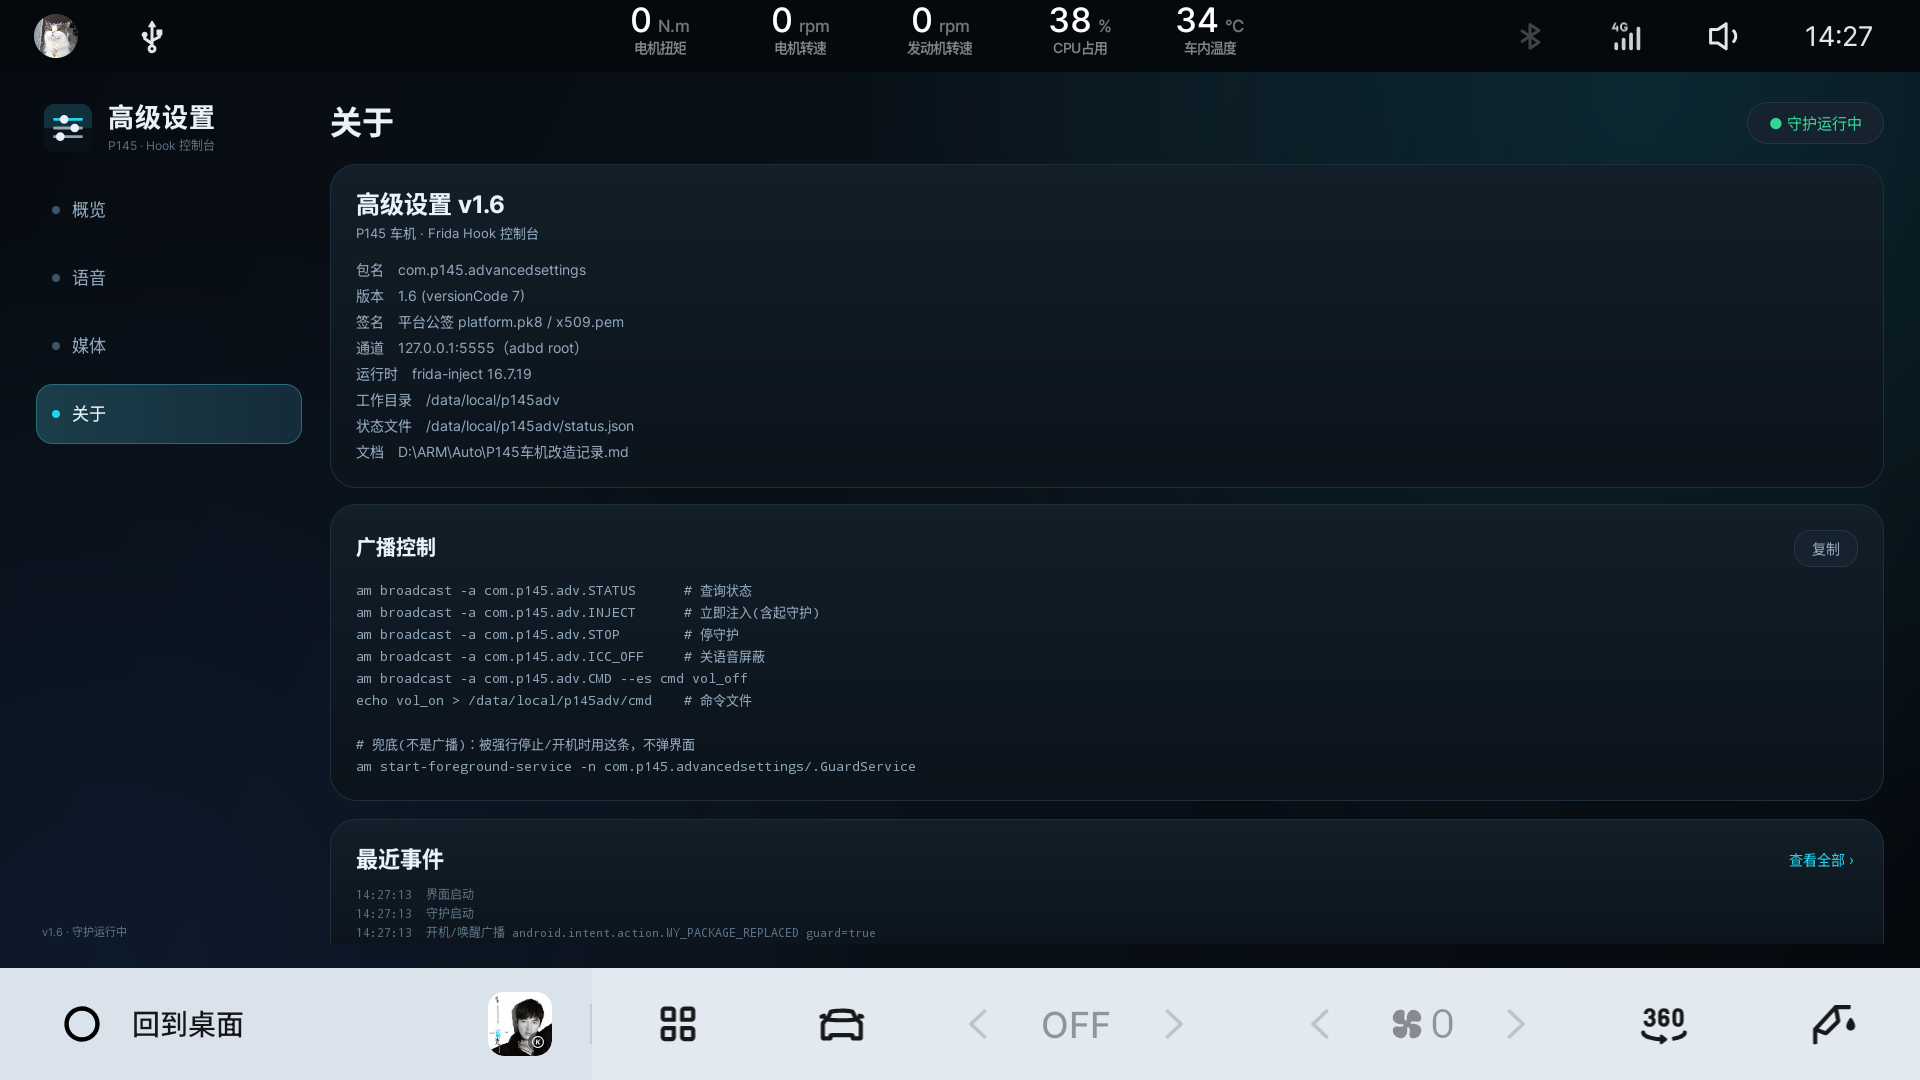 0 N.m
电机扭矩
0 rpm
电机转速
0 rpm
发动机转速
38 %
CPU占用
34 °C
车内温度
4G
14:27
高级设置
P145 · Hook 控制台
概览
语音
媒体
关于
v1.6 · 守护运行中
关于
守护运行中
高级设置 v1.6
P145 车机 · Frida Hook 控制台
包名 com.p145.advancedsettings
版本 1.6 (versionCode 7)
签名 平台公签 platform.pk8 / x509.pem
通道 127.0.0.1:5555（adbd root）
运行时 frida-inject 16.7.19
工作目录 /data/local/p145adv
状态文件 /data/local/p145adv/status.json
文档 D:\ARM\Auto\P145车机改造记录.md
广播控制
复制
am broadcast -a com.p145.adv.STATUS # 查询状态
am broadcast -a com.p145.adv.INJECT # 立即注入(含起守护)
am broadcast -a com.p145.adv.STOP # 停守护
am broadcast -a com.p145.adv.ICC_OFF # 关语音屏蔽
am broadcast -a com.p145.adv.CMD --es cmd vol_off
echo vol_on > /data/local/p145adv/cmd # 命令文件
# 兜底(不是广播)：被强行停止/开机时用这条，不弹界面
am start-foreground-service -n com.p145.advancedsettings/.GuardService
最近事件
查看全部 ›
14:27:13 界面启动
14:27:13 守护启动
14:27:13 开机/唤醒广播 android.intent.action.MY_PACKAGE_REPLACED guard=true
回到桌面
OFF
0
360